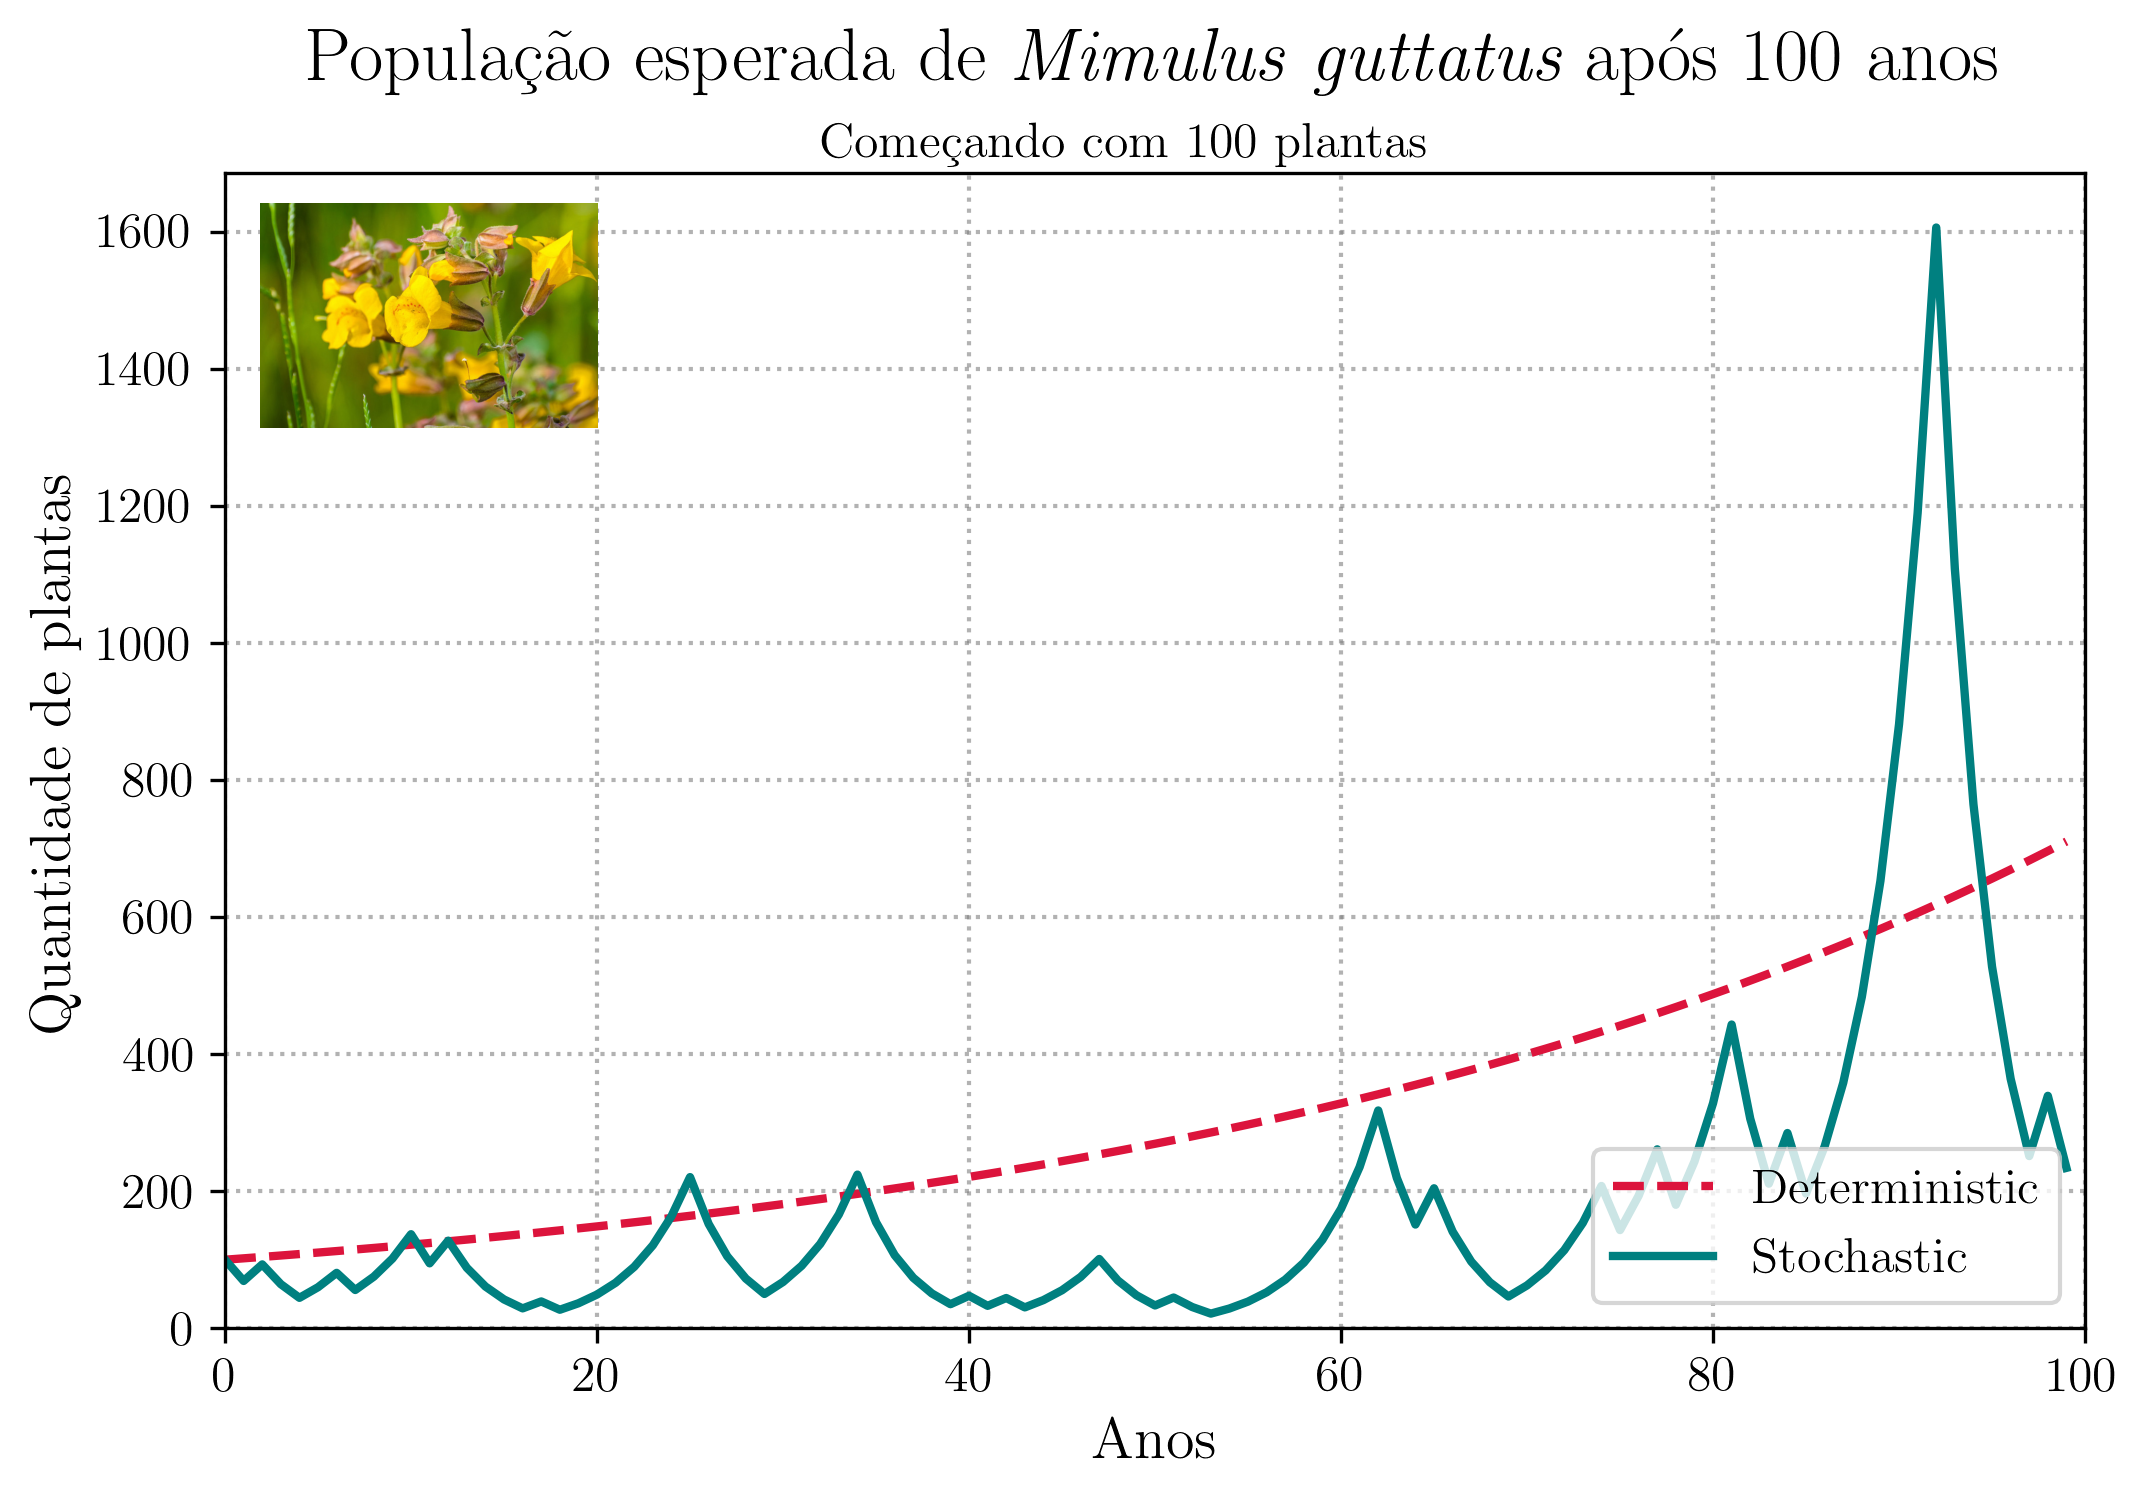 População esperada de Mimulus guttatus após 100 anos
Começando com 100 plantas
Quantidade de plantas
1600
1400
1200
1000
800
600
400
200
0
0 20 40 60 80 100
Anos
Deterministic
Stochastic